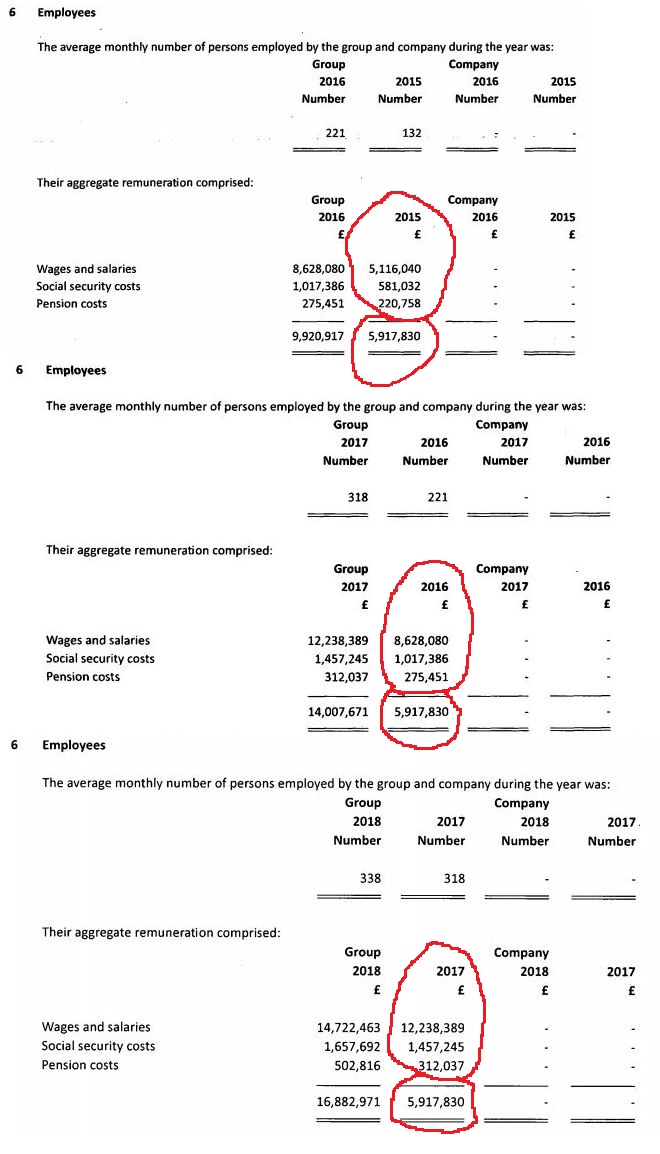 6 Employees
The average monthly number of persons employed by the group and company during the year was:
Group Company
2016 2015 2016 2015
Number Number Number Number
221 132 - -
Their aggregate remuneration comprised:
Group Company
2016 2015 2016 2015
£ £ £ £
Wages and salaries 8,628,080 5,116,040 - -
Social security costs 1,017,386 581,032 - -
Pension costs 275,451 220,758 - -
9,920,917 5,917,830 - -
6 Employees
The average monthly number of persons employed by the group and company during the year was:
Group Company
2017 2016 2017 2016
Number Number Number Number
318 221 - -
Their aggregate remuneration comprised:
Group Company
2017 2016 2017 2016
£ £ £ £
Wages and salaries 12,238,389 8,628,080 - -
Social security costs 1,457,245 1,017,386 - -
Pension costs 312,037 275,451 - -
14,007,671 5,917,830 - -
6 Employees
The average monthly number of persons employed by the group and company during the year was:
Group Company
2018 2017 2018 2017
Number Number Number Number
338 318 - -
Their aggregate remuneration comprised:
Group Company
2018 2017 2018 2017
£ £ £ £
Wages and salaries 14,722,463 12,238,389 - -
Social security costs 1,657,692 1,457,245 - -
Pension costs 502,816 312,037 - -
16,882,971 5,917,830 - -